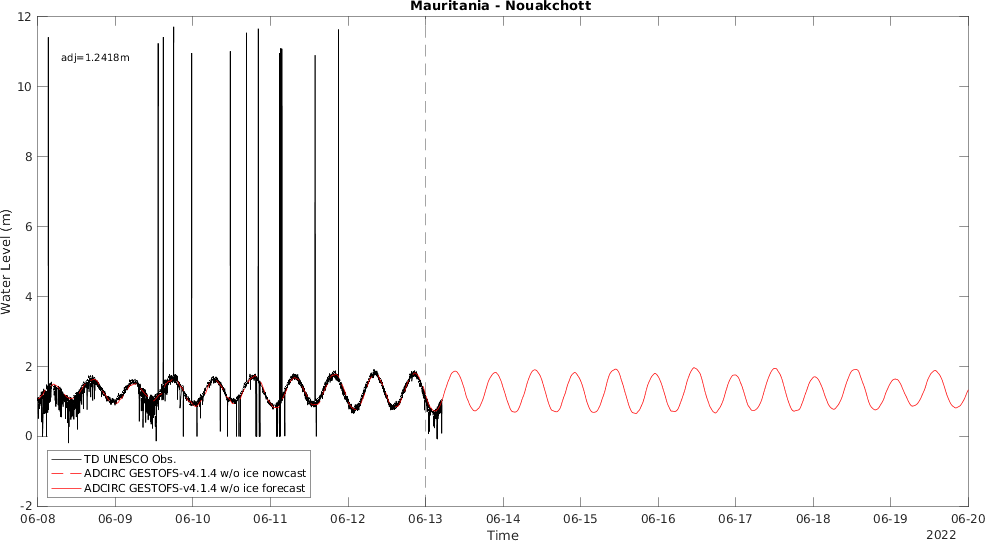 Mauritania - Nouakchott
12
adj=1.2418m
10
8
6
4
2
0
-2
Water Level (m)
TD UNESCO Obs.
ADCIRC GESTOFS-v4.1.4 w/o ice nowcast
ADCIRC GESTOFS-v4.1.4 w/o ice forecast
06-08 06-09 06-10 06-11 06-12 06-13 06-14 06-15 06-16 06-17 06-18 06-19 06-20
Time
2022